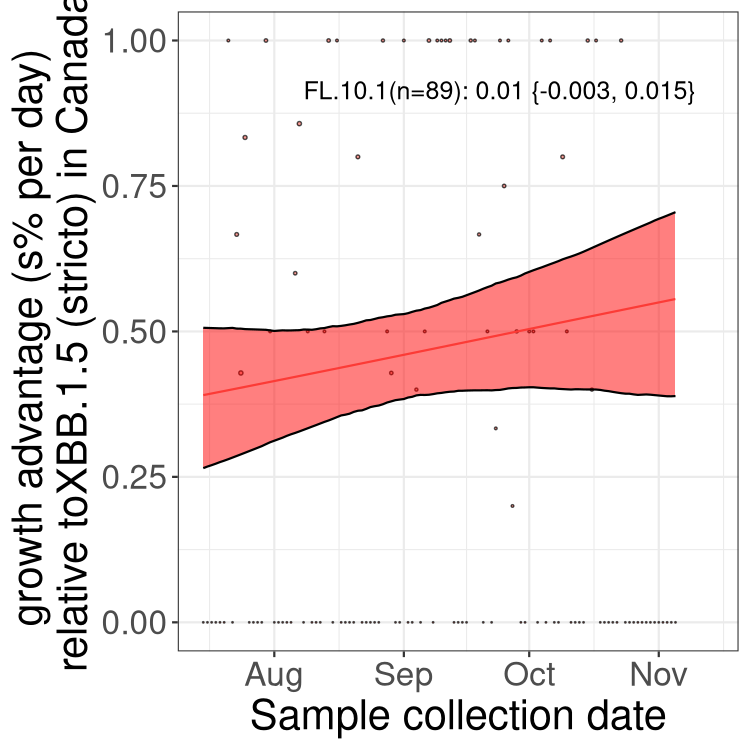 growth advantage (s% per day)
relative toXBB.1.5 (stricto) in Canada
1.00
0.75
0.50
0.25
0.00
FL.10.1(n=89): 0.01 {-0.003, 0.015}
Aug Sep Oct Nov
Sample collection date